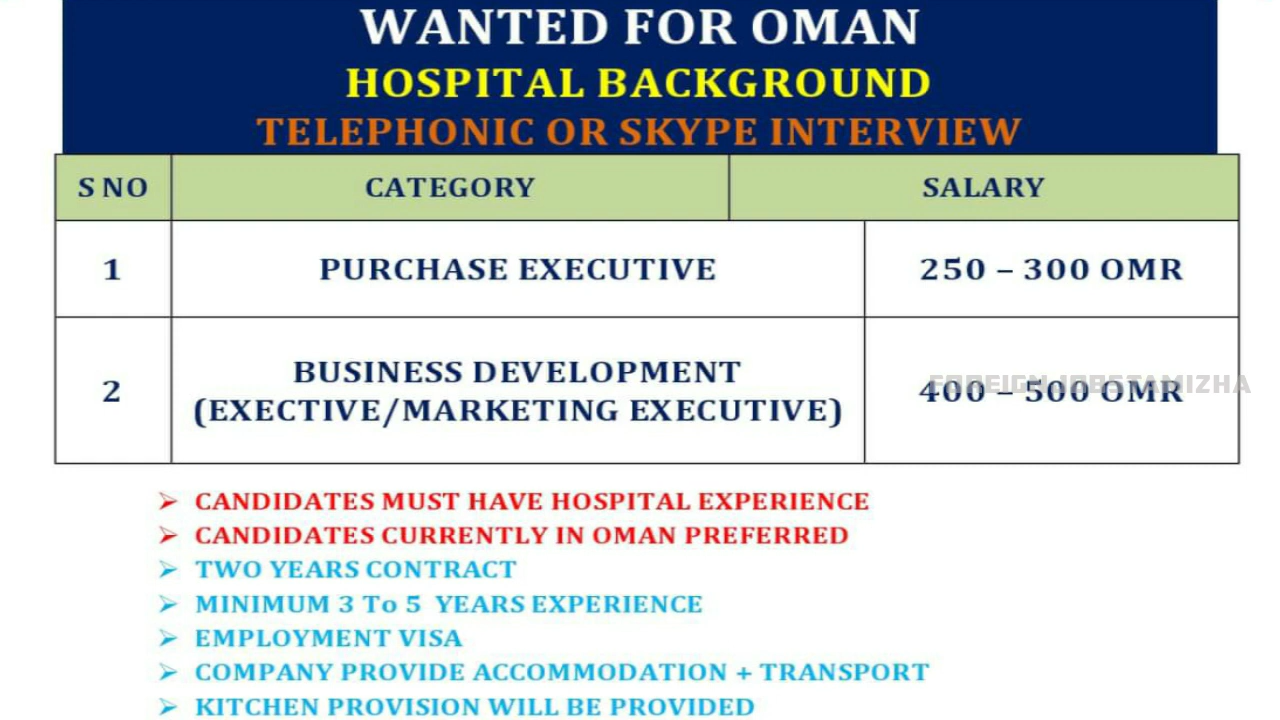 WANTED FOR OMAN
HOSPITAL BACKGROUND
TELEPHONIC OR SKYPE INTERVIEW
S NO CATEGORY SALARY
1 PURCHASE EXECUTIVE 250 – 300 OMR
2 BUSINESS DEVELOPMENT
(EXECTIVE/MARKETING EXECUTIVE) 400 – 500 OMR
FOREIGN JOBSTAMIZHA
➢ CANDIDATES MUST HAVE HOSPITAL EXPERIENCE
➢ CANDIDATES CURRENTLY IN OMAN PREFERRED
➢ TWO YEARS CONTRACT
➢ MINIMUM 3 To 5 YEARS EXPERIENCE
➢ EMPLOYMENT VISA
➢ COMPANY PROVIDE ACCOMMODATION + TRANSPORT
➢ KITCHEN PROVISION WILL BE PROVIDED